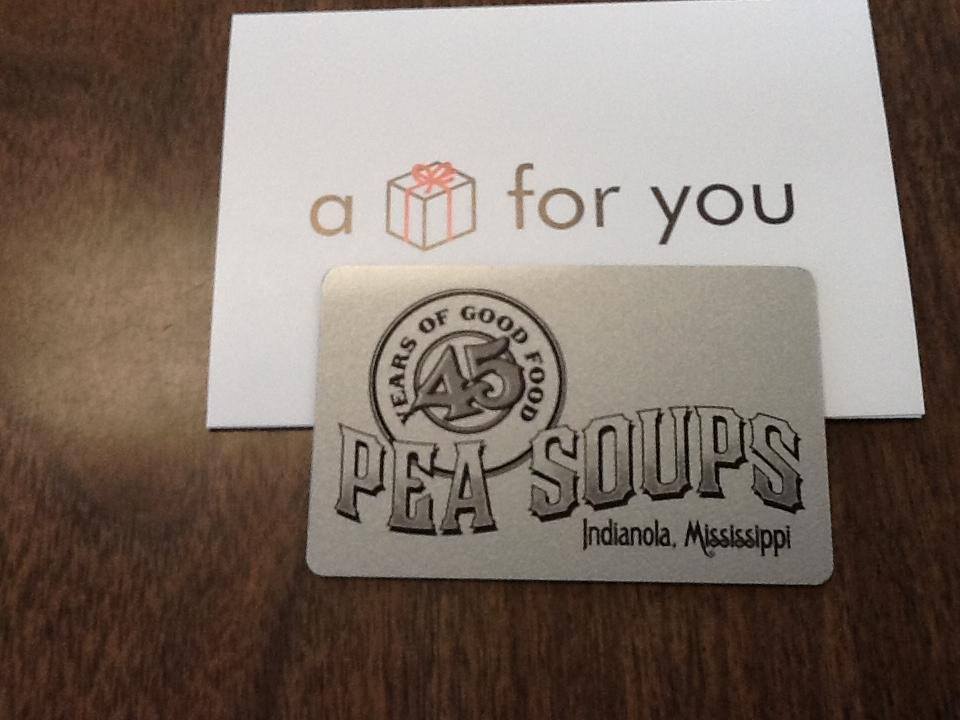 a for you
YEARS OF GOOD FOOD
45
PEA SOUPS
Indianola, Mississippi